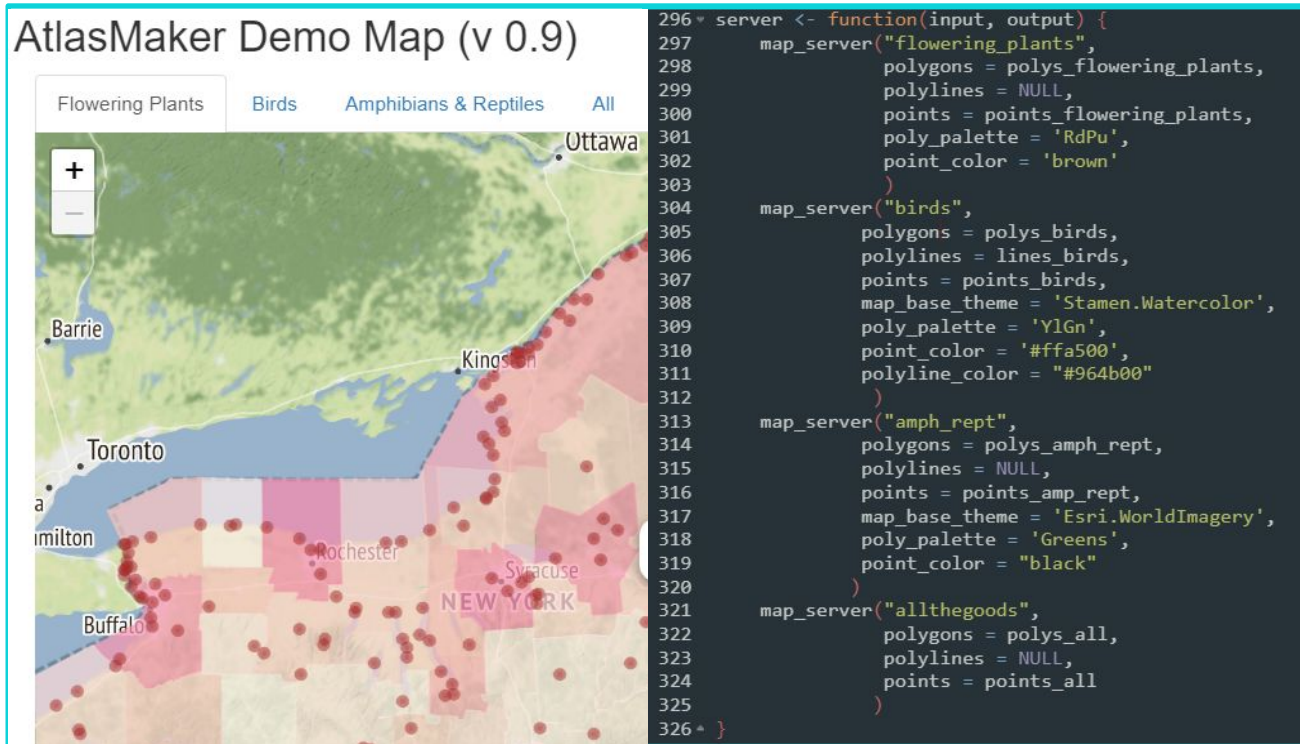 AtlasMaker Demo Map (v 0.9)
Flowering Plants Birds Amphibians & Reptiles All
+
−
Ottawa
Barrie
Kingston
Toronto
a
amilton
Rochester
Syracuse
NEW YORK
Buffalo
296 server <- function(input, output) {
297 map_server("flowering_plants",
298 polygons = polys_flowering_plants,
299 polylines = NULL,
300 points = points_flowering_plants,
301 poly_palette = 'RdPu',
302 point_color = 'brown'
303 )
304 map_server("birds",
305 polygons = polys_birds,
306 polylines = lines_birds,
307 points = points_birds,
308 map_base_theme = 'Stamen.Watercolor',
309 poly_palette = 'YlGn',
310 point_color = '#ffa500',
311 polyline_color = "#964b00"
312 )
313 map_server("amph_rept",
314 polygons = polys_amph_rept,
315 polylines = NULL,
316 points = points_amp_rept,
317 map_base_theme = 'Esri.WorldImagery',
318 poly_palette = 'Greens',
319 point_color = "black"
320 )
321 map_server("allthegoods",
322 polygons = polys_all,
323 polylines = NULL,
324 points = points_all
325 )
326 }